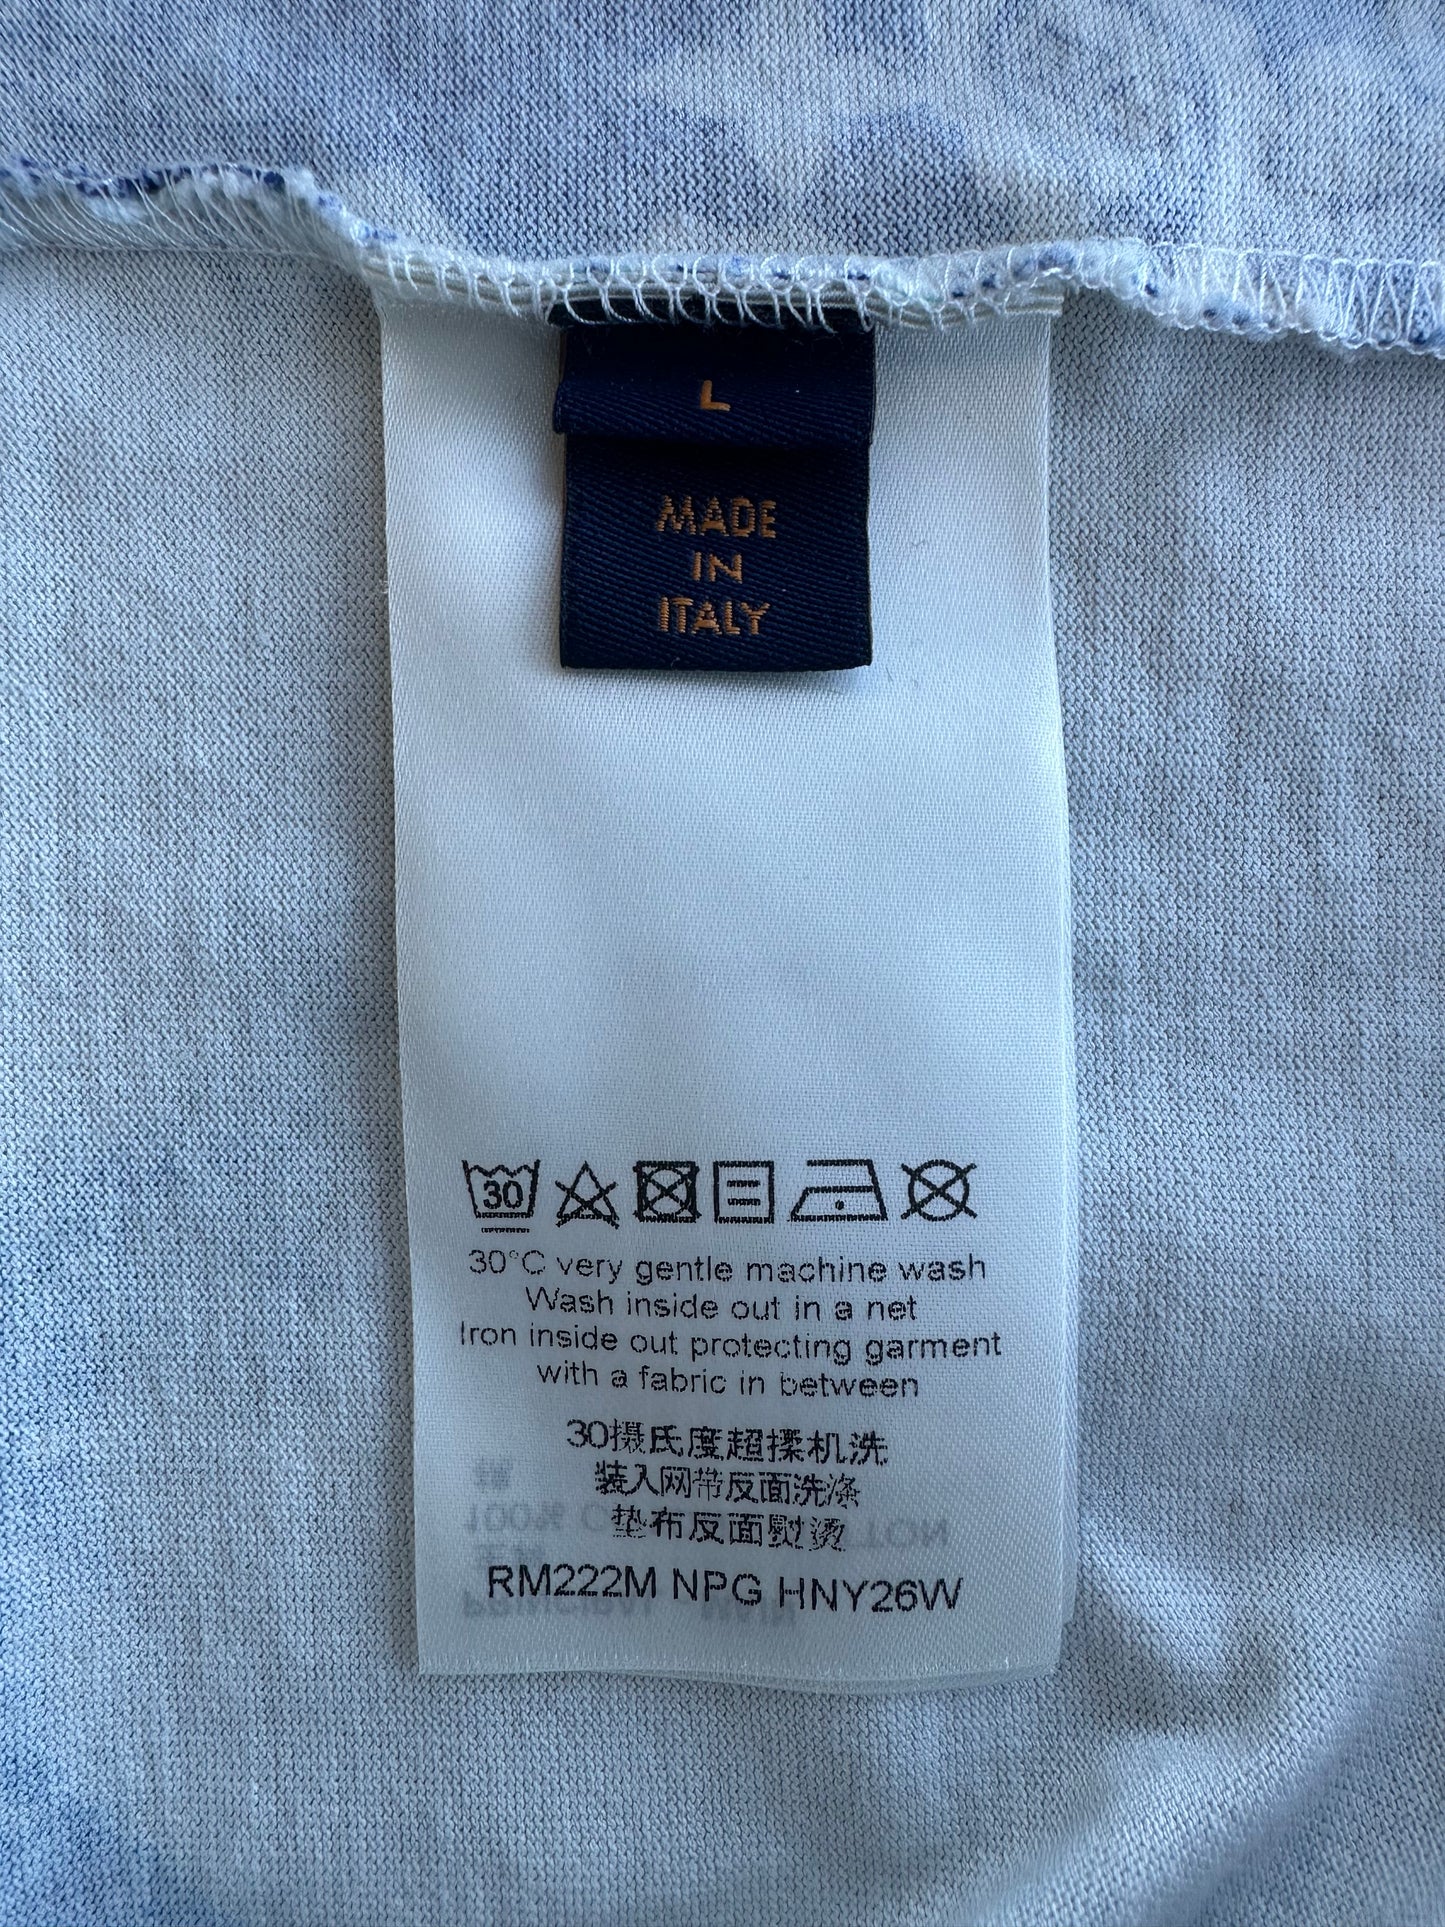 L
MADE
IN
ITALY
30
30°C very gentle machine wash
Wash inside out in a net
Iron inside out protecting garment
with a fabric in between
30摄氏度超揉机洗
装入网带反面洗涤
垫布反面熨烫
RM222M NPG HNY26W